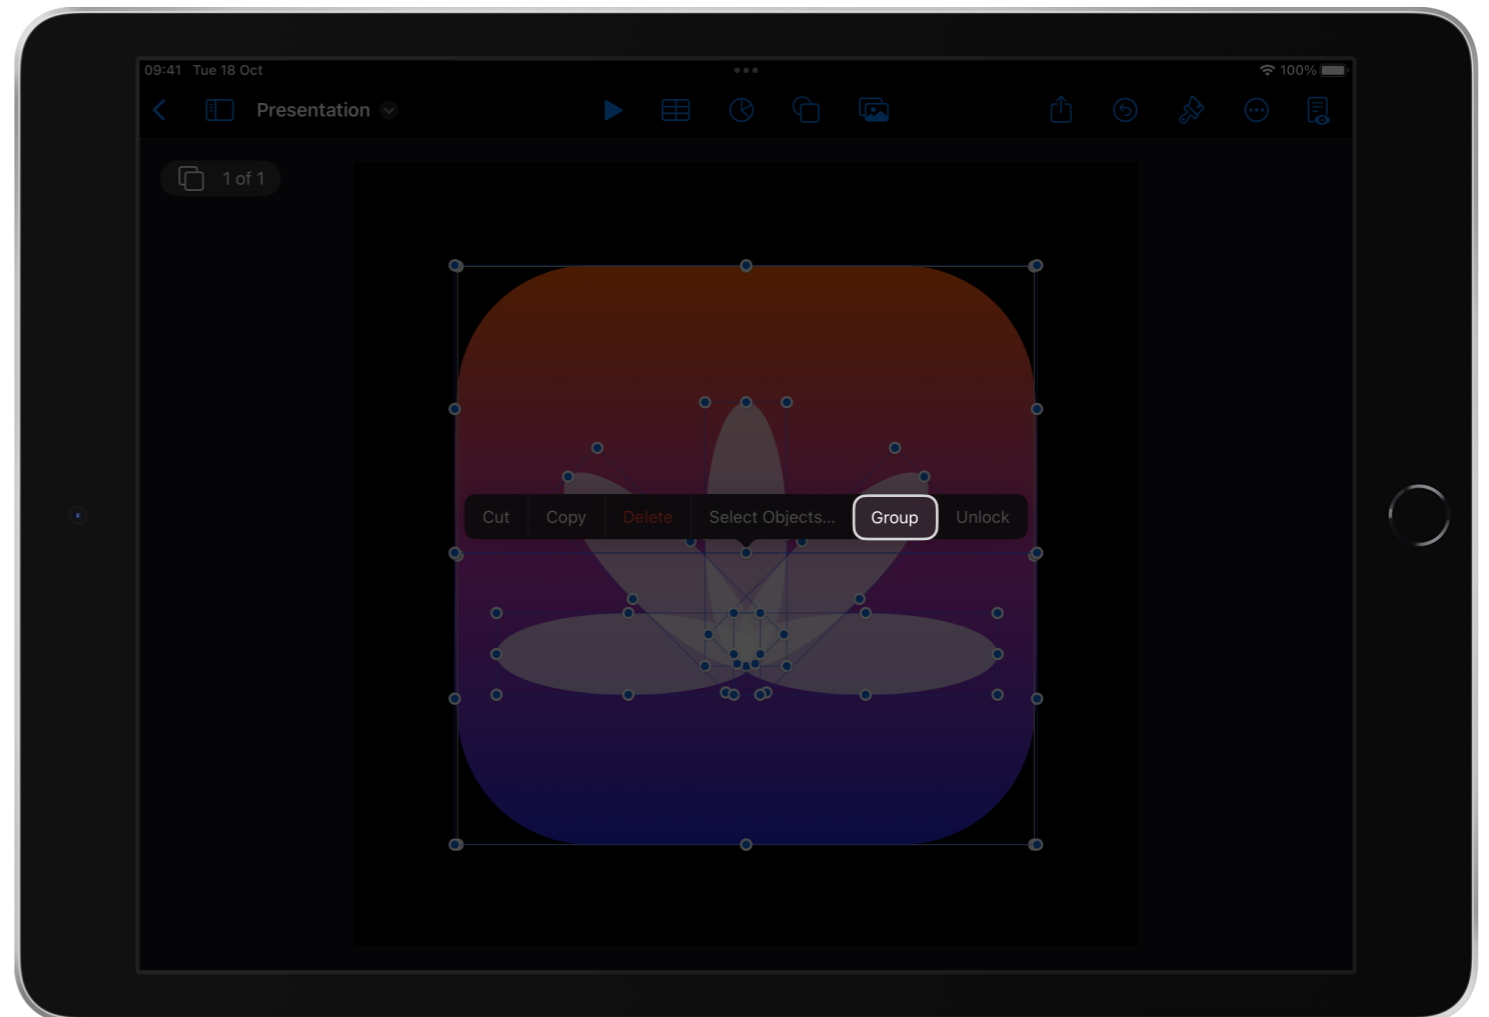 09:41 Tue 18 Oct
100%
Presentation
1 of 1
Cut Copy Delete Select Objects... Group Unlock